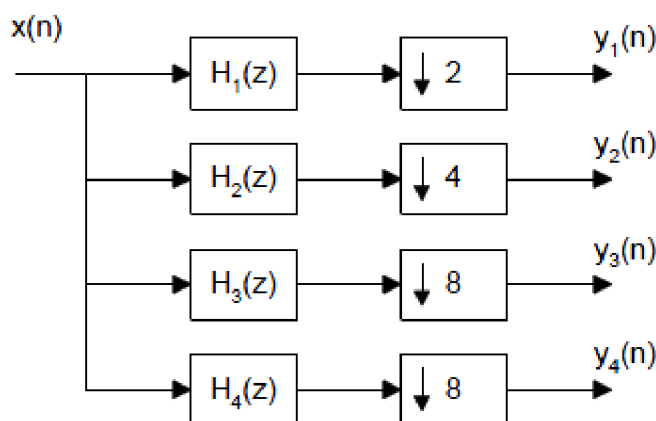 x(n)
H₁(z) ↓ 2 y₁(n)
H₂(z) ↓ 4 y₂(n)
H₃(z) ↓ 8 y₃(n)
H₄(z) ↓ 8 y₄(n)